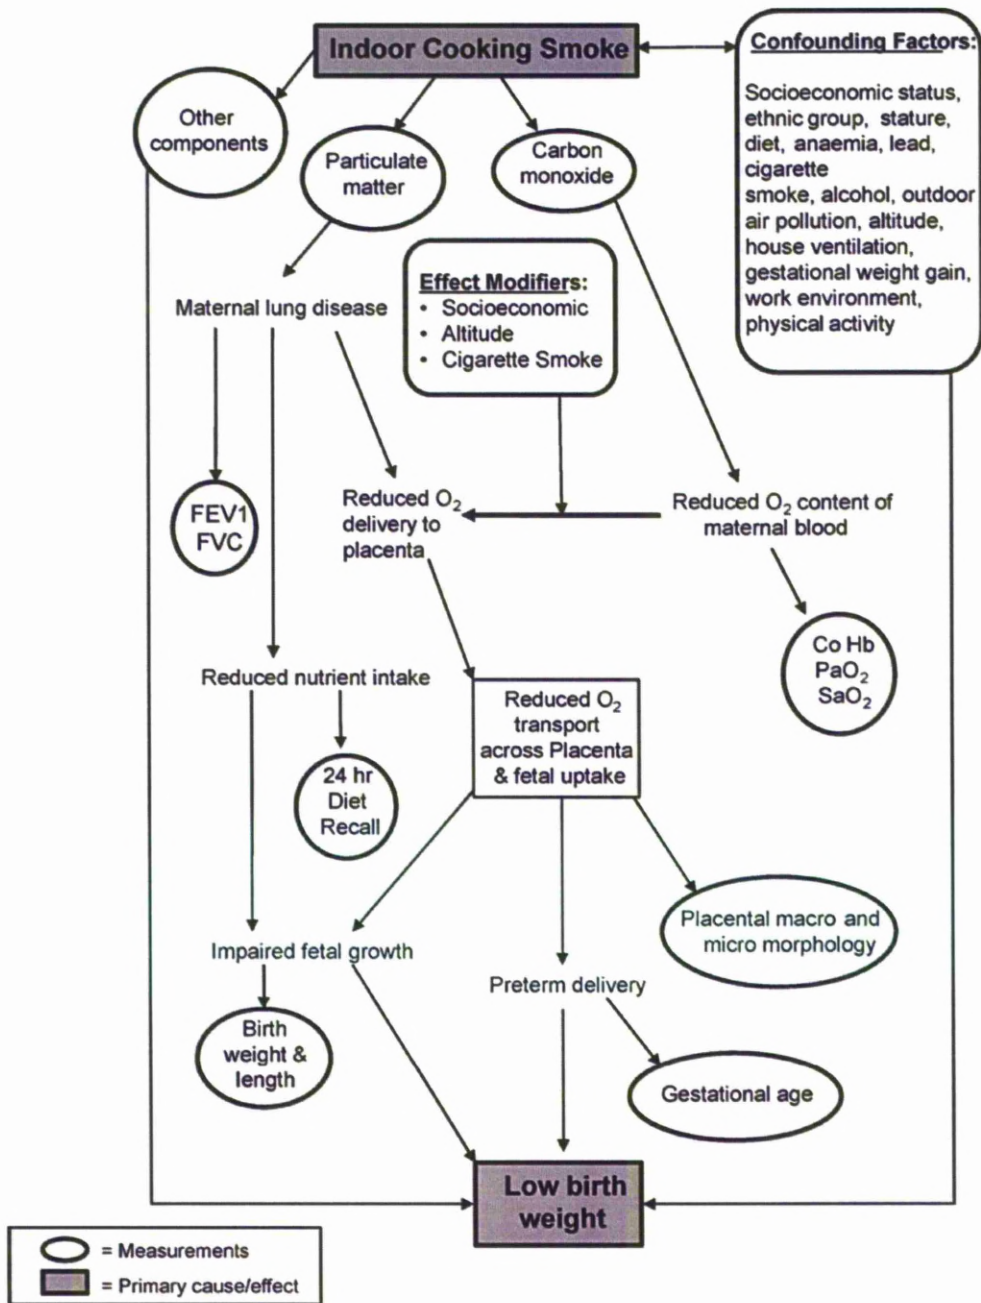 Indoor Cooking Smoke
Confounding Factors:
Socioeconomic status,
ethnic group, stature,
diet, anaemia, lead,
cigarette
smoke, alcohol, outdoor
air pollution, altitude,
house ventilation,
gestational weight gain,
work environment,
physical activity
Other
components
Particulate
matter
Carbon
monoxide
Effect Modifiers:
• Socioeconomic
• Altitude
• Cigarette Smoke
Maternal lung disease
FEV1
FVC
Reduced O₂
delivery to
placenta
Reduced O₂ content of
maternal blood
Co Hb
PaO₂
SaO₂
Reduced nutrient intake
24 hr
Diet
Recall
Reduced O₂
transport
across Placenta
& fetal uptake
Placental macro and
micro morphology
Impaired fetal growth
Birth
weight &
length
Preterm delivery
Gestational age
Low birth
weight
= Measurements
= Primary cause/effect